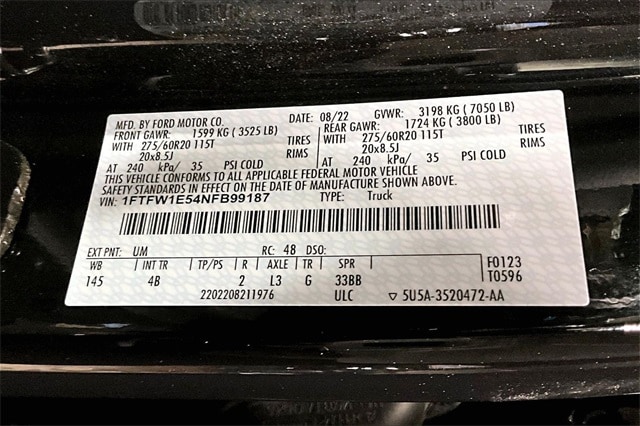 MFD. BY FORD MOTOR CO. DATE: 08/22 GVWR: 3198 KG ( 7050 LB)
FRONT GAWR: 1599 KG (3525 LB) REAR GAWR: 1724 KG ( 3800 LB)
WITH 275/60R20 115T TIRES WITH 275/60R20 115T TIRES
20x8.5J RIMS 20x8.5J RIMS
AT 240 kPa/ 35 PSI COLD AT 240 kPa/ 35 PSI COLD
THIS VEHICLE CONFORMS TO ALL APPLICABLE FEDERAL MOTOR VEHICLE
SAFETY STANDARDS IN EFFECT ON THE DATE OF MANUFACTURE SHOWN ABOVE.
VIN: 1FTFW1E54NFB99187 TYPE: Truck
EXT PNT: UM RC: 48 DSO:
WB INT TR TP/PS R AXLE TR SPR F0123
145 4B 2 L3 G 33BB T0596
2202208211976 ULC ▽ 5U5A-3520472-AA